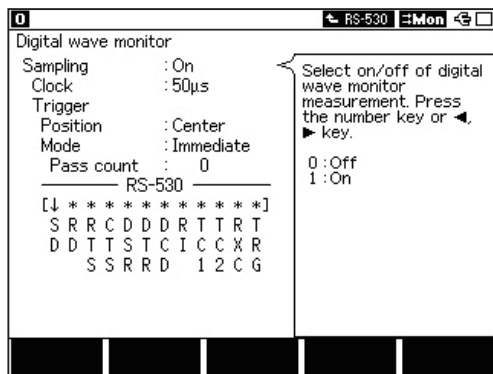 0 RS-530 Mon
Digital wave monitor
Sampling : On
Clock : 50µs
Trigger
Position : Center
Mode : Immediate
Pass count : 0
RS-530
[↓ * * * * * * * * * * *]
S R R C D D D R T T R T
D D T T S T C I C C X R
S S R R D 1 2 C G
Select on/off of digital
wave monitor
measurement. Press
the number key or ◄,
► key.
0 : Off
1 : On